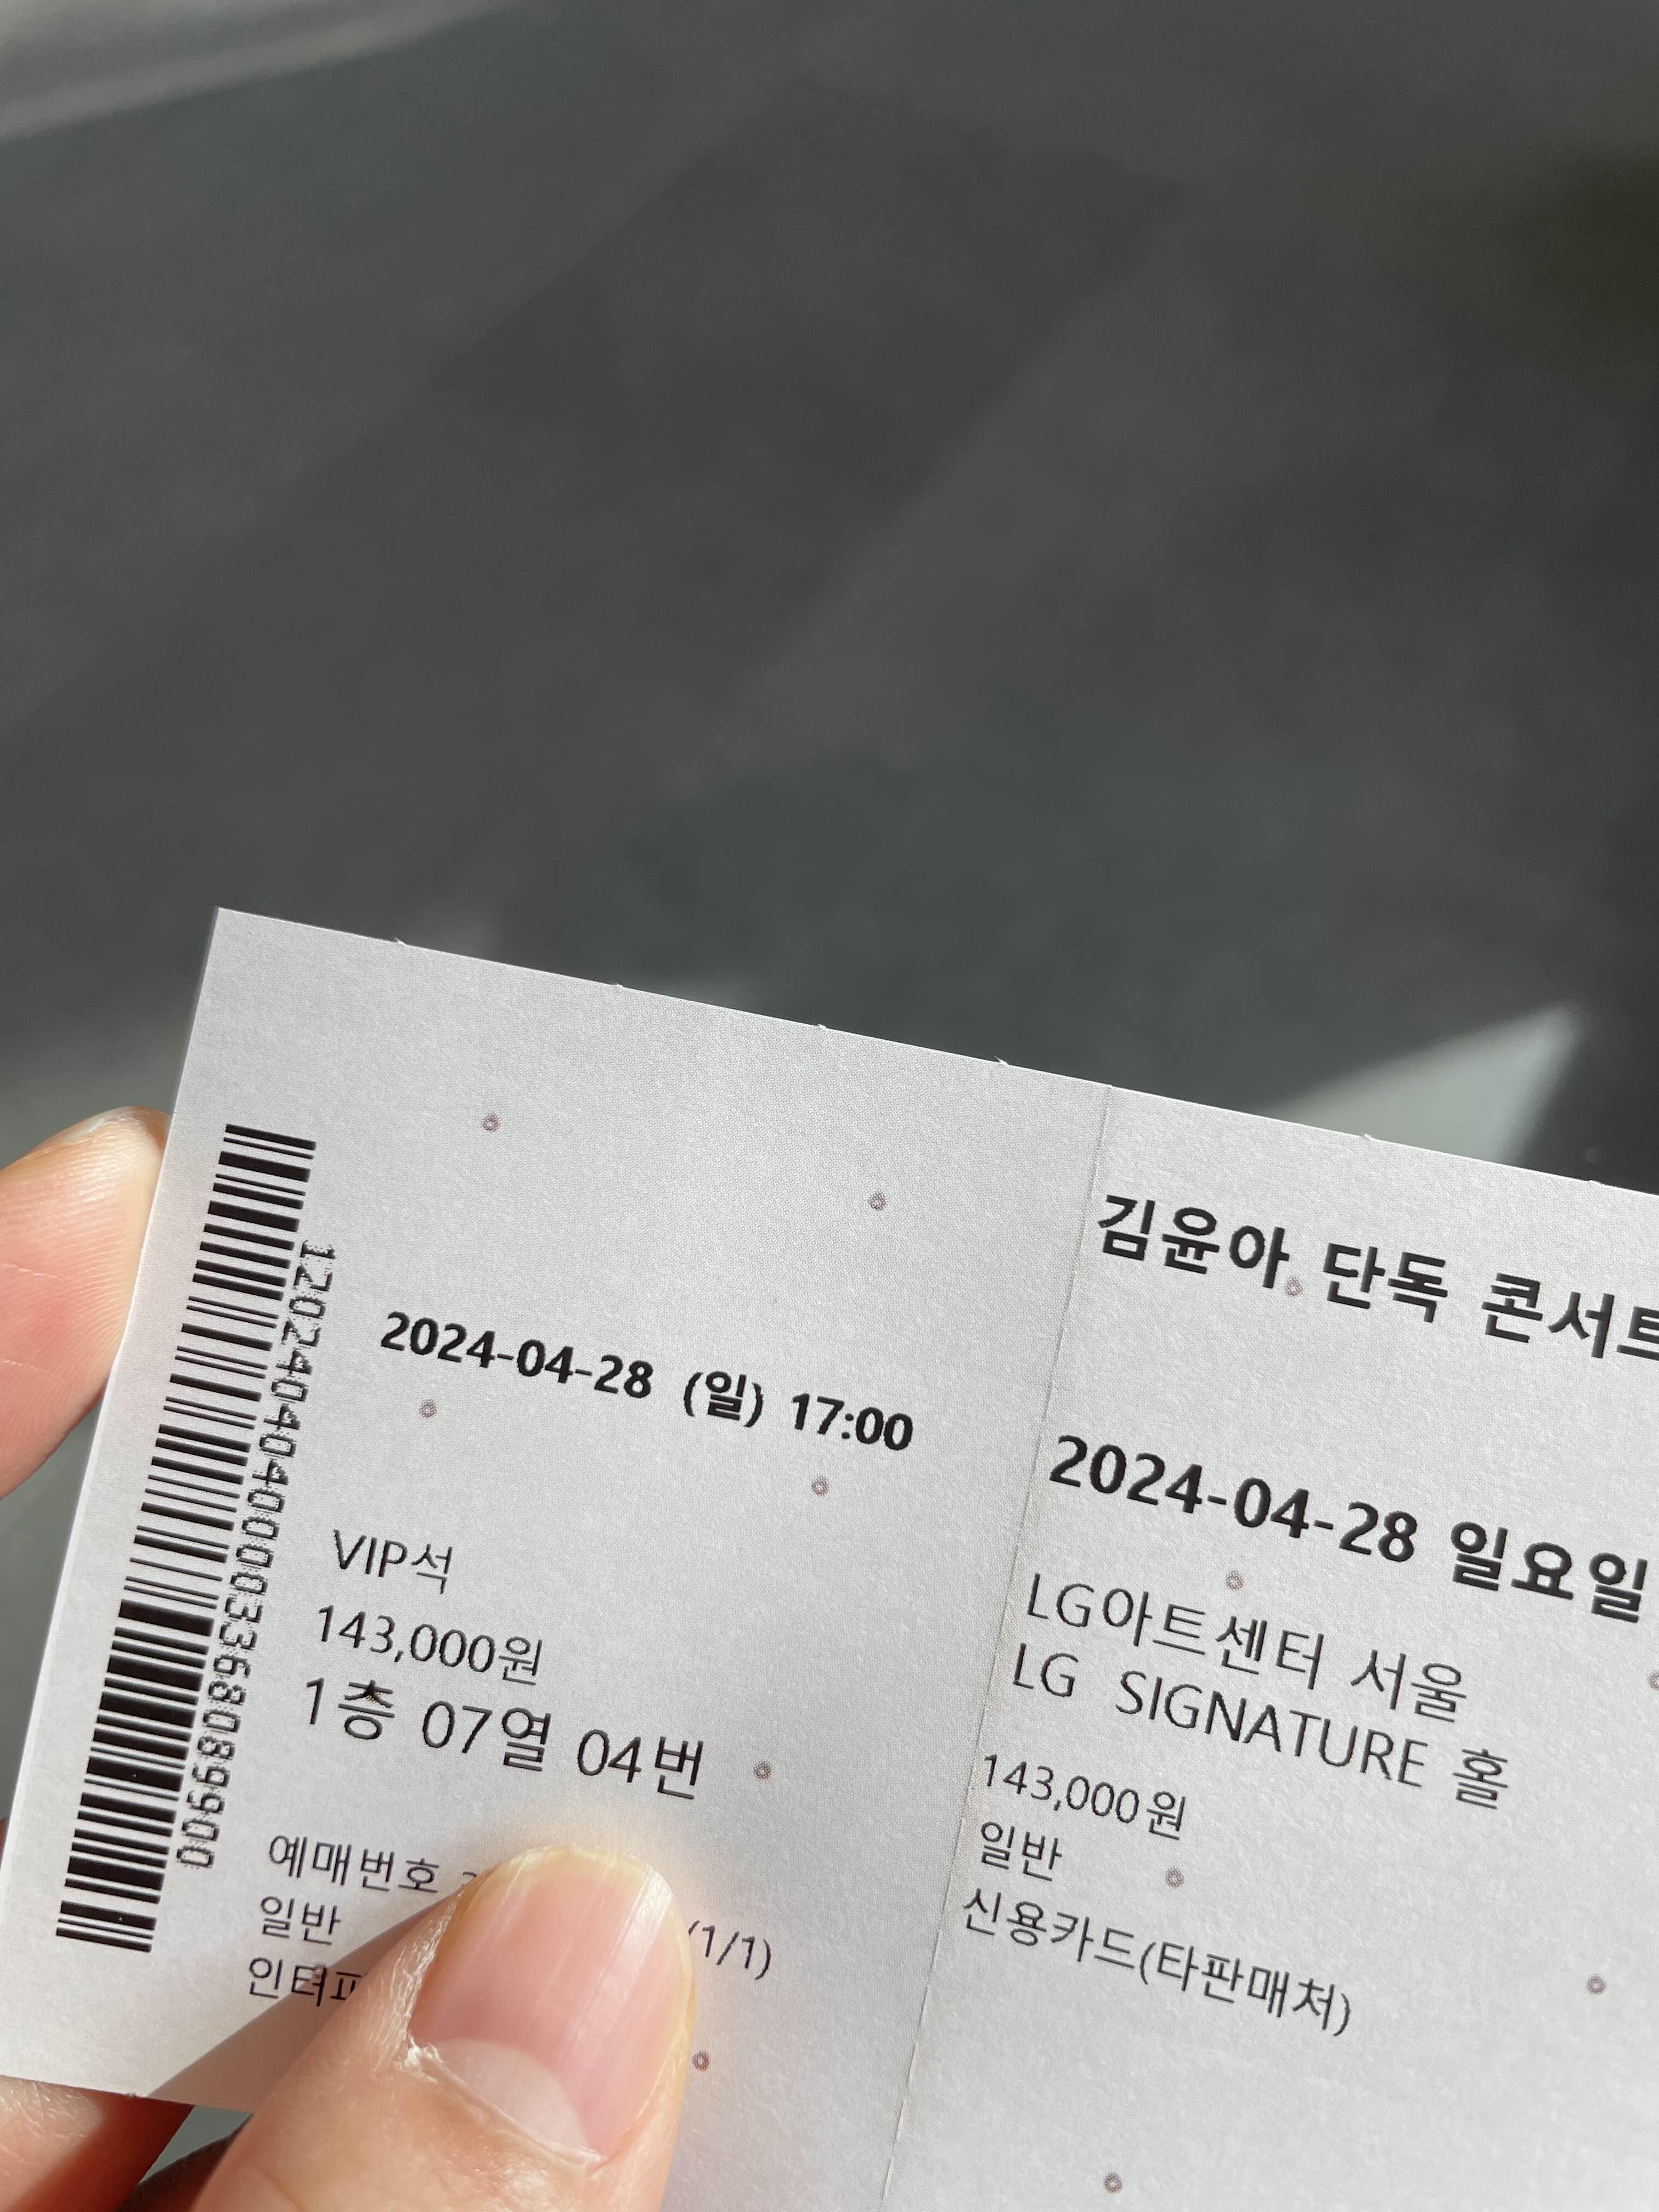 1202404040003368089900
2024-04-28 (일) 17:00
VIP석
143,000원
1층 07열 04번
예매번호
일반 (1/1)
인터파
김윤아 단독 콘서트
2024-04-28 일요일
LG아트센터 서울
LG SIGNATURE 홀
143,000원
일반
신용카드(타판매처)